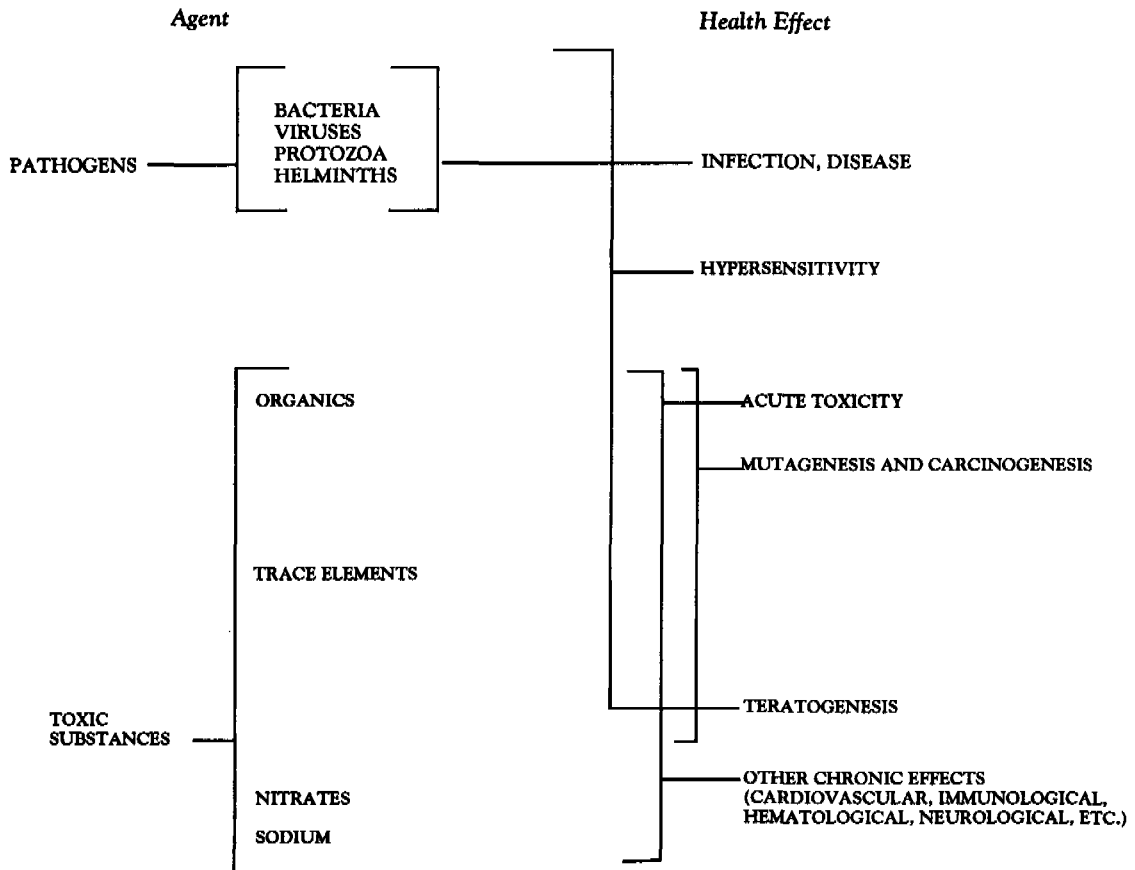 Agent
Health Effect
PATHOGENS
BACTERIA
VIRUSES
PROTOZOA
HELMINTHS
INFECTION, DISEASE
HYPERSENSITIVITY
ORGANICS
ACUTE TOXICITY
MUTAGENESIS AND CARCINOGENESIS
TRACE ELEMENTS
TOXIC
SUBSTANCES
TERATOGENESIS
NITRATES
SODIUM
OTHER CHRONIC EFFECTS
(CARDIOVASCULAR, IMMUNOLOGICAL,
HEMATOLOGICAL, NEUROLOGICAL, ETC.)